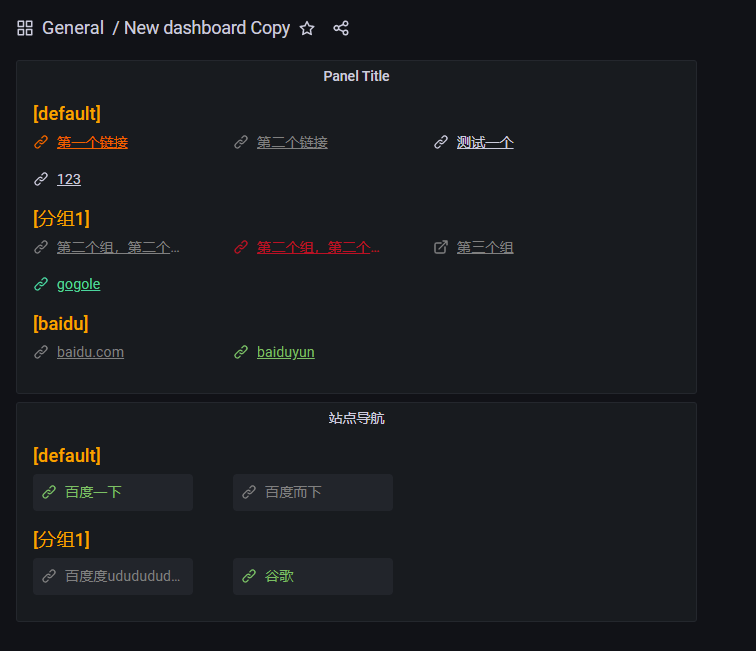 General / New dashboard Copy
Panel Title
[default]
第一个链接 第二个链接 测试一个
123
[分组1]
第二个组，第二个... 第二个组，第二个... 第三个组
gogole
[baidu]
baidu.com baiduyun
站点导航
[default]
百度一下 百度而下
[分组1]
百度度udududud... 谷歌